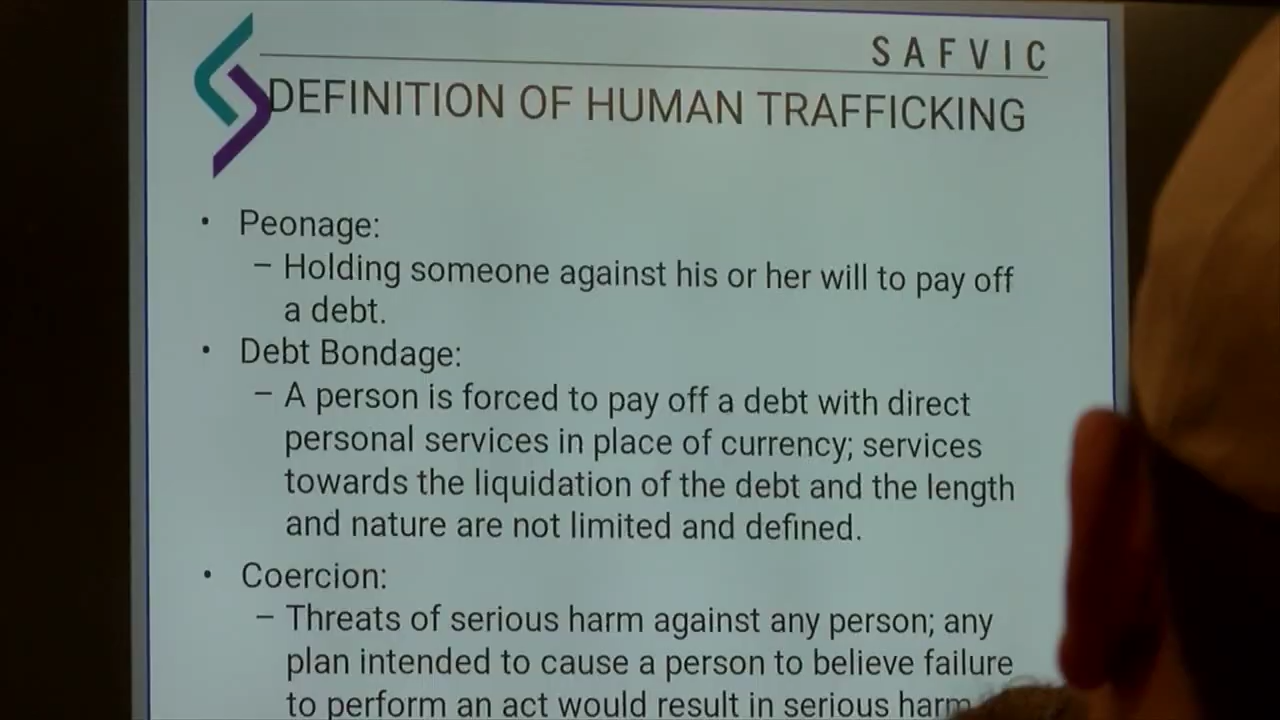 SAFVIC
DEFINITION OF HUMAN TRAFFICKING
• Peonage:
– Holding someone against his or her will to pay off
a debt.
• Debt Bondage:
– A person is forced to pay off a debt with direct
personal services in place of currency; services
towards the liquidation of the debt and the length
and nature are not limited and defined.
• Coercion:
– Threats of serious harm against any person; any
plan intended to cause a person to believe failure
to perform an act would result in serious harm